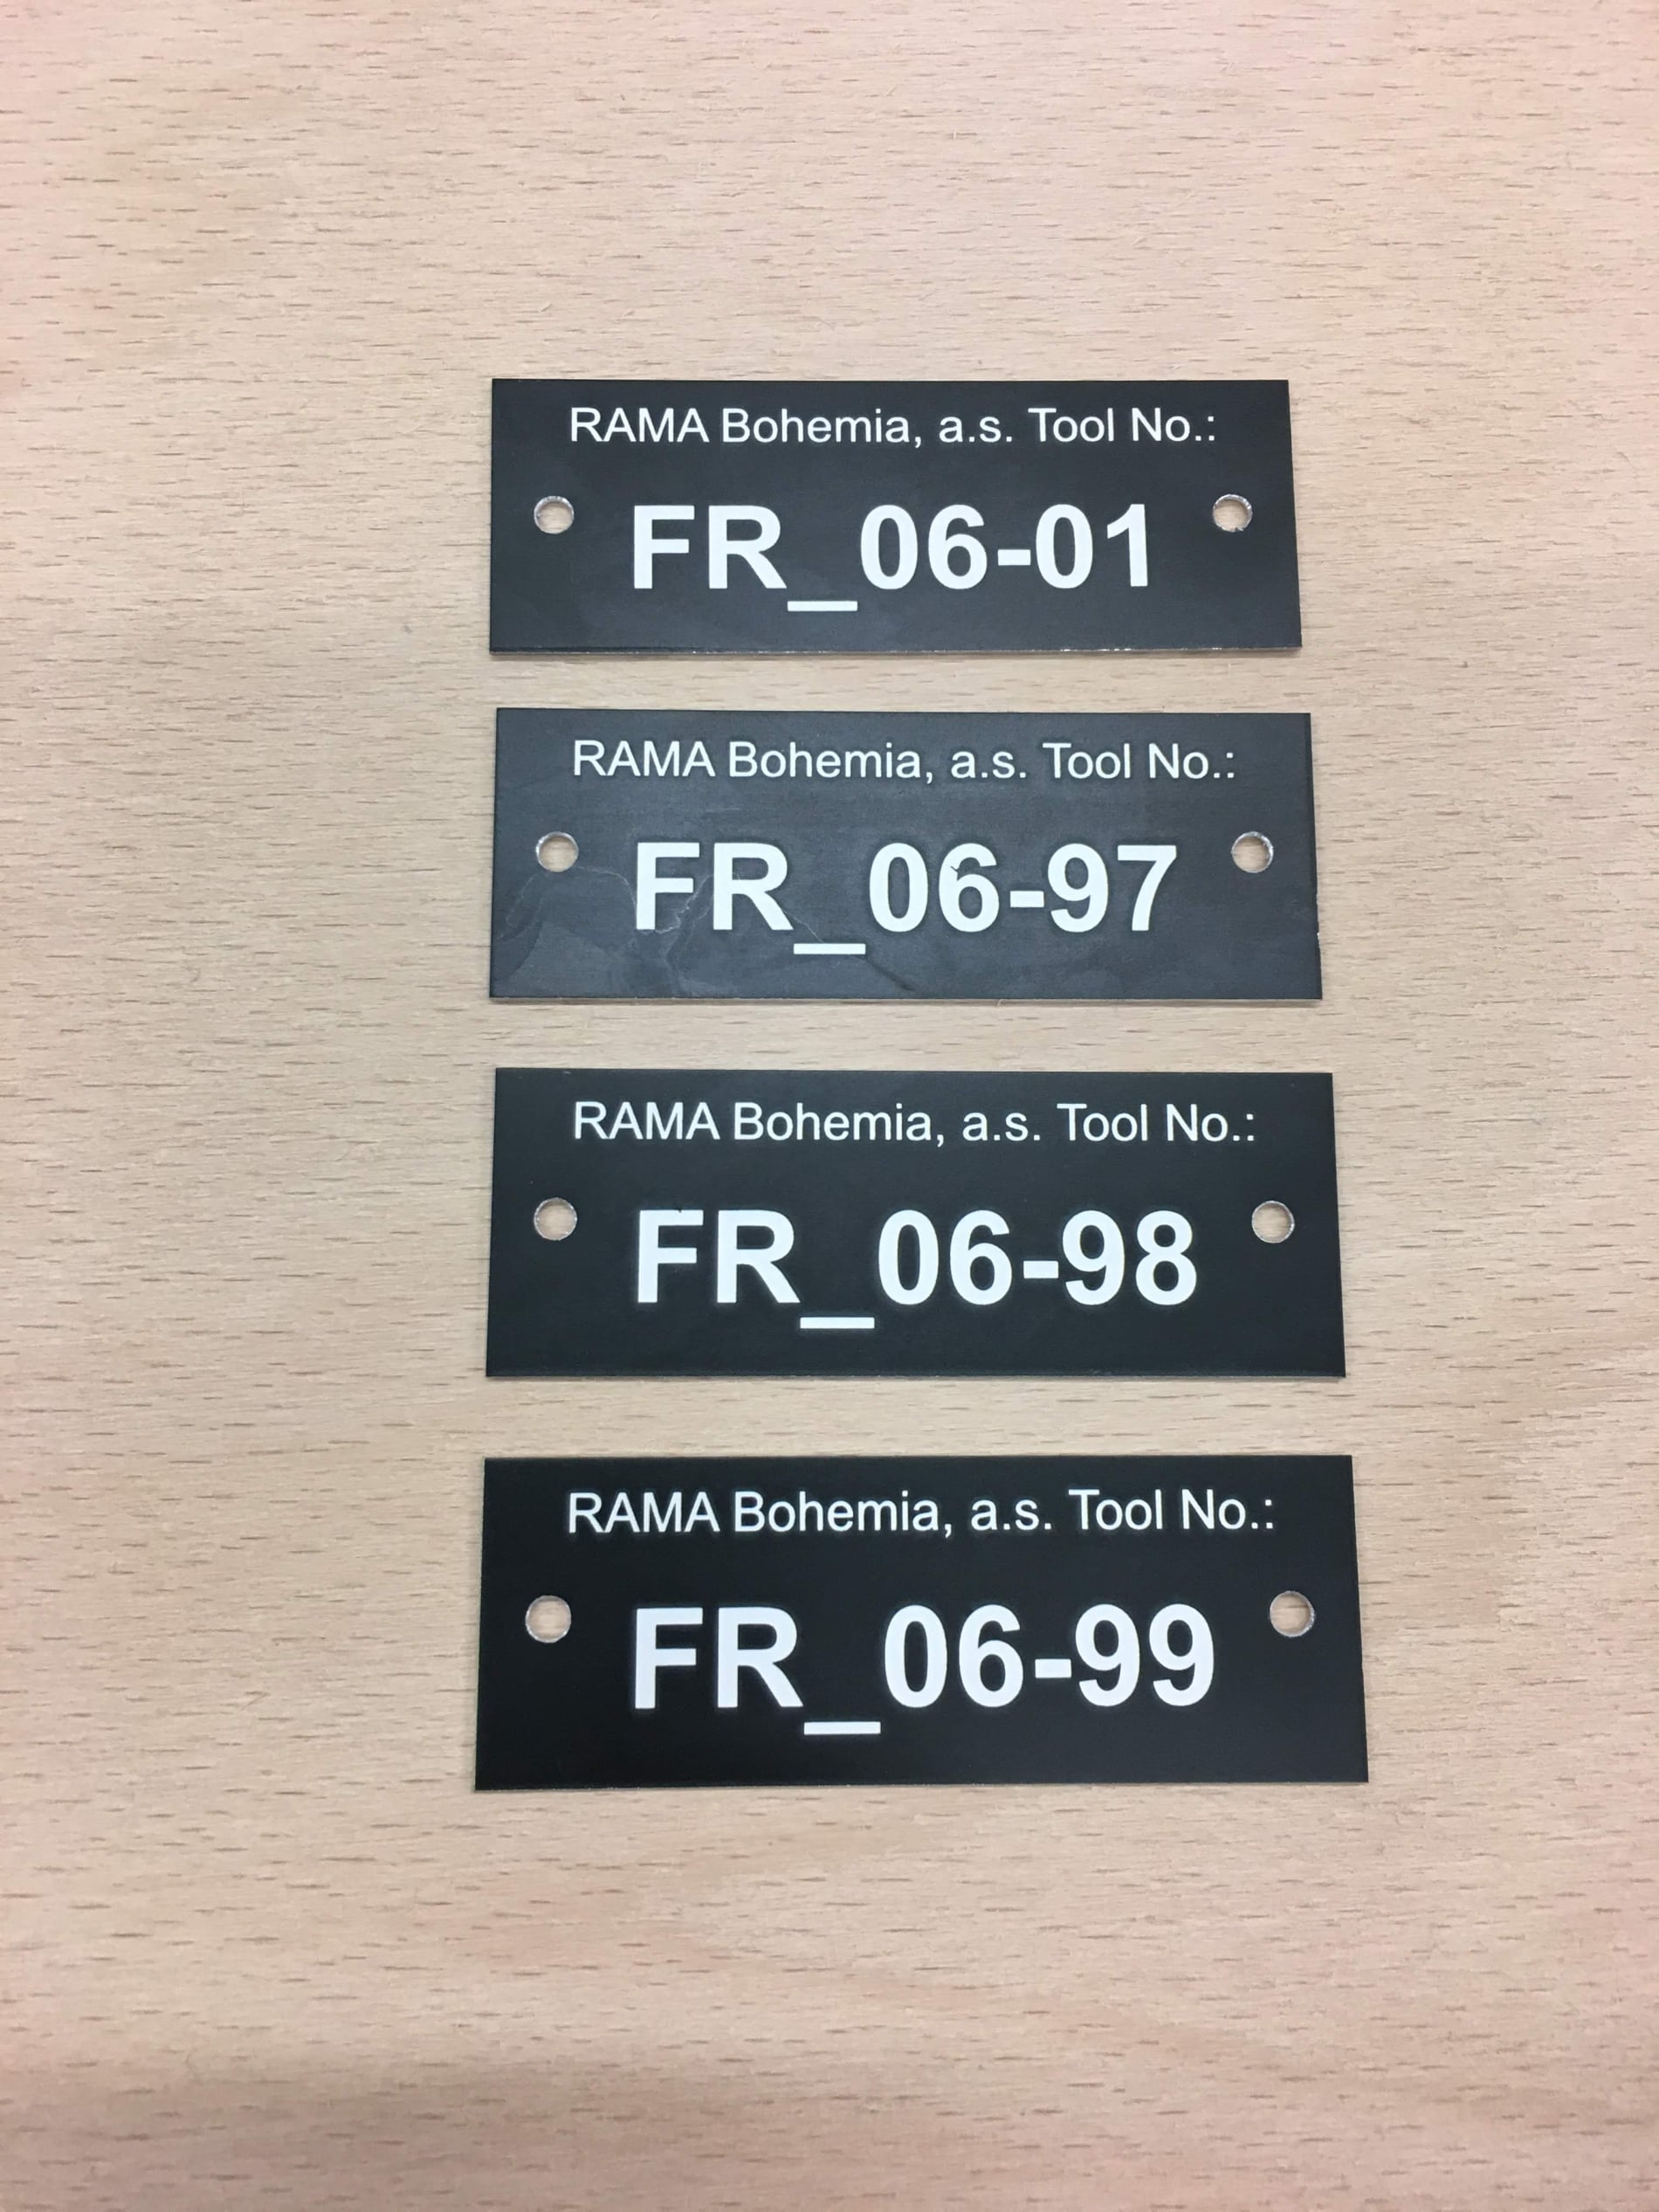 RAMA Bohemia, a.s. Tool No.:
FR_06-01
RAMA Bohemia, a.s. Tool No.:
FR_06-97
RAMA Bohemia, a.s. Tool No.:
FR_06-98
RAMA Bohemia, a.s. Tool No.:
FR_06-99